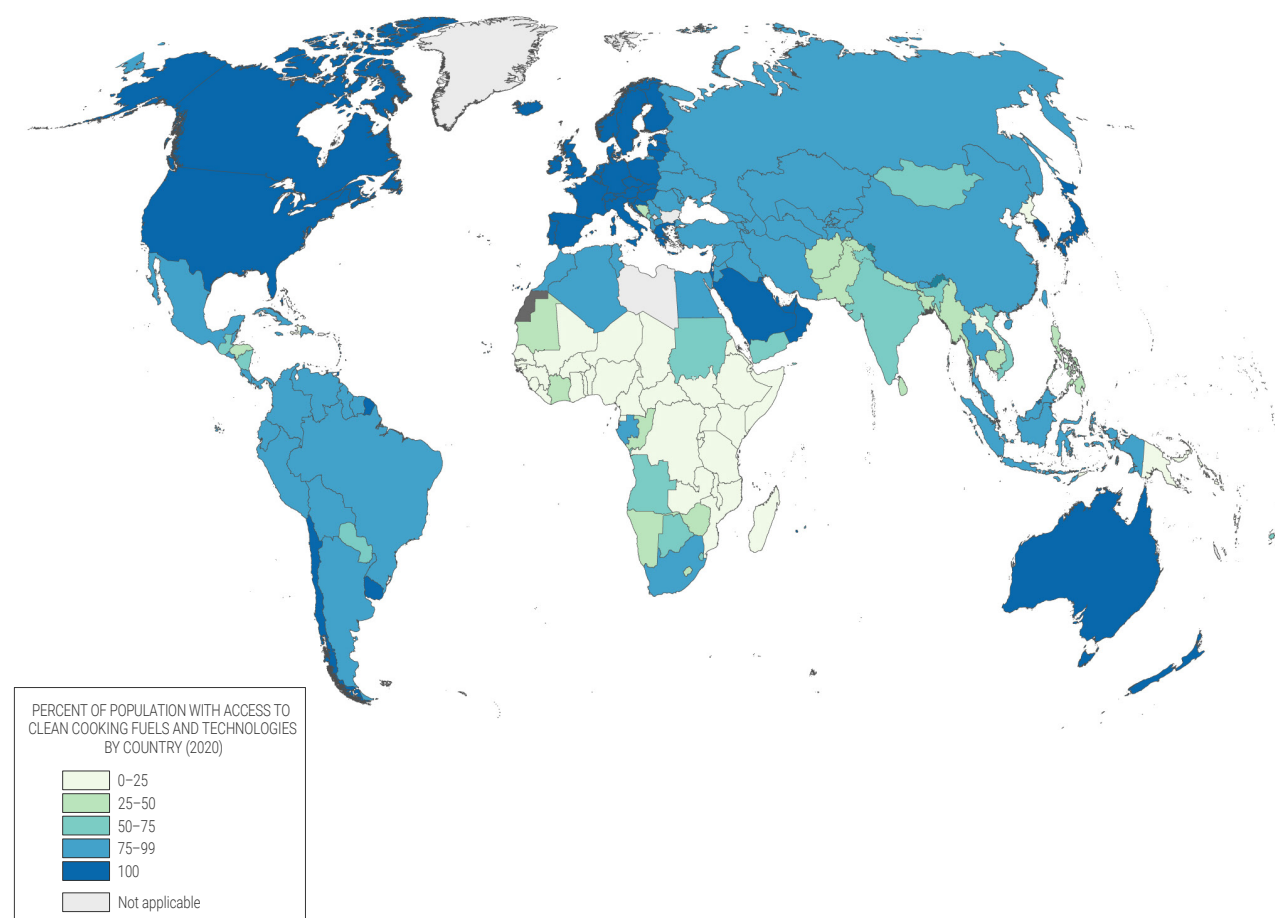 PERCENT OF POPULATION WITH ACCESS TO
CLEAN COOKING FUELS AND TECHNOLOGIES
BY COUNTRY (2020)
0–25
25–50
50–75
75–99
100
Not applicable